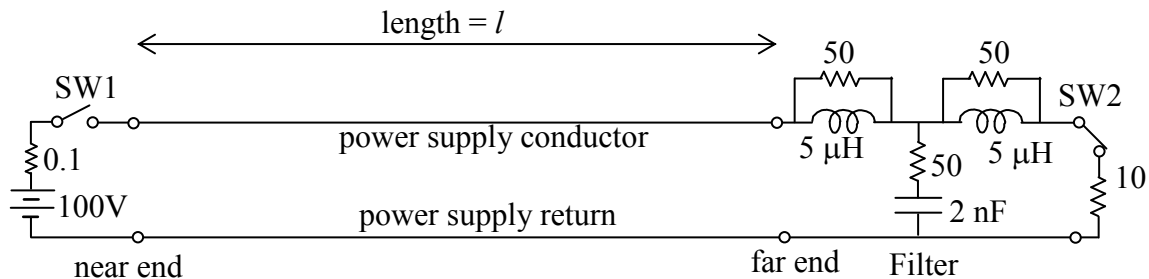 length = l
50
50
SW1
SW2
power supply conductor
5 μH
5 μH
0.1
50
10
100V
2 nF
power supply return
near end
far end
Filter